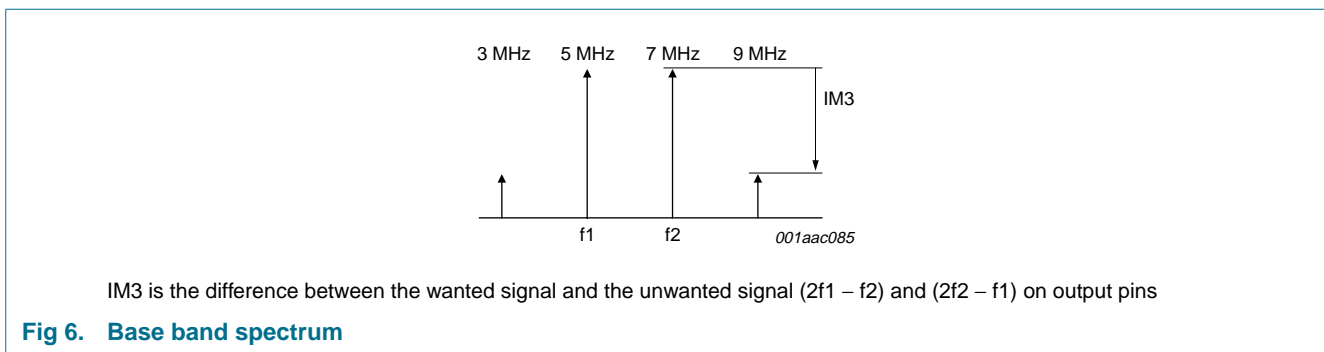 3 MHz 5 MHz 7 MHz 9 MHz
IM3
f1 f2 001aac085
IM3 is the difference between the wanted signal and the unwanted signal (2f1 − f2) and (2f2 − f1) on output pins
Fig 6. Base band spectrum